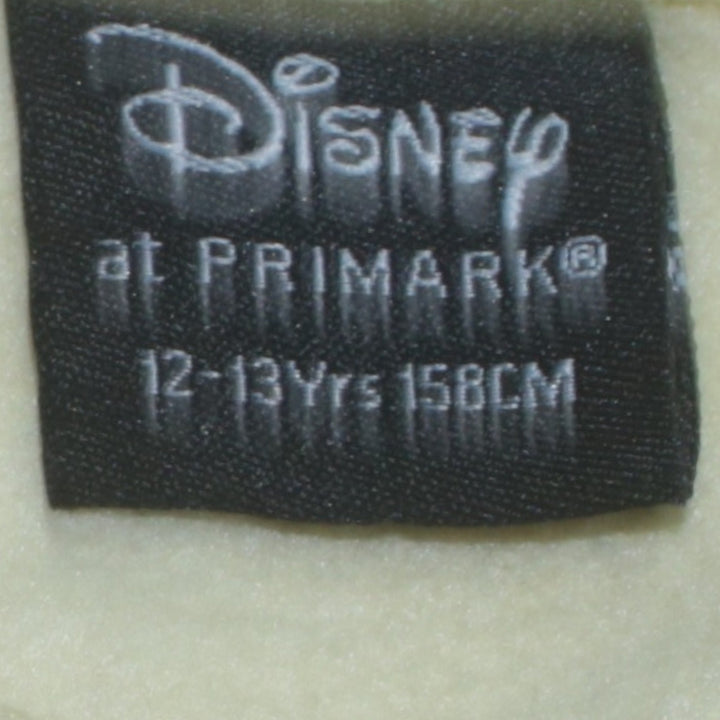 Disney
at PRIMARK®
12-13Yrs 158CM